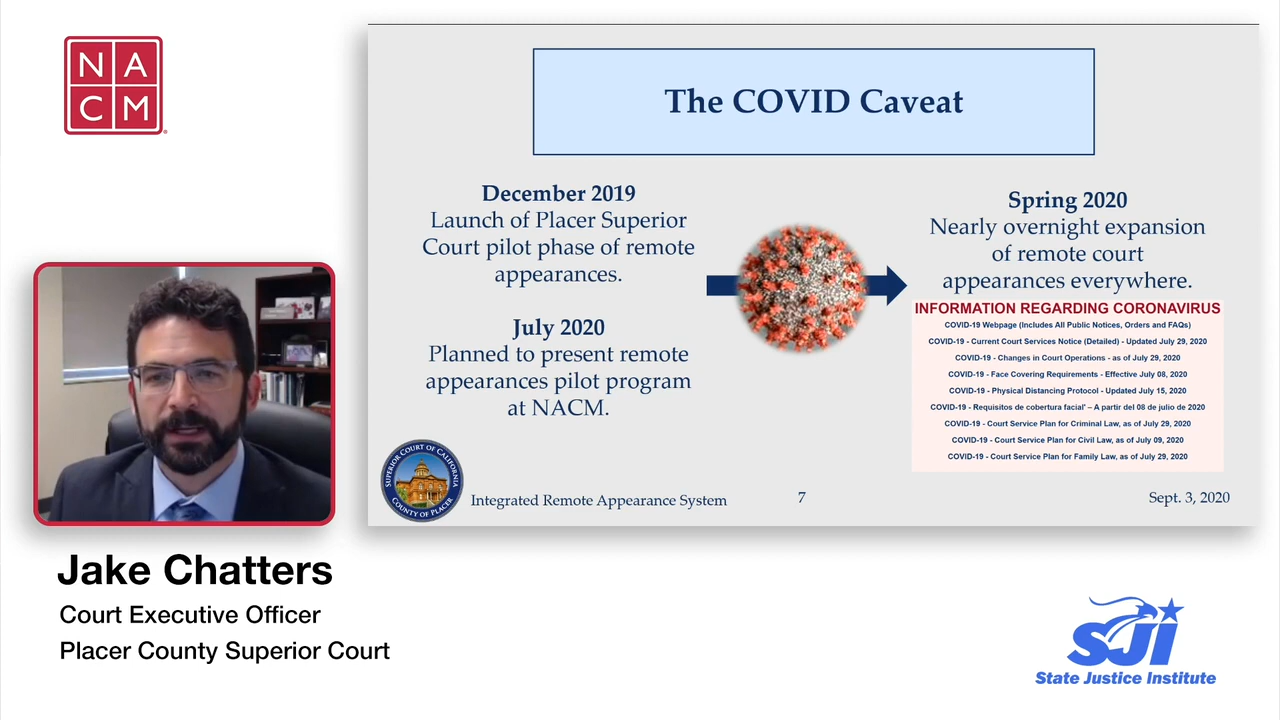 NA
CM
The COVID Caveat
December 2019
Launch of Placer Superior
Court pilot phase of remote
appearances.
July 2020
Planned to present remote
appearances pilot program
at NACM.
Spring 2020
Nearly overnight expansion
of remote court
appearances everywhere.
INFORMATION REGARDING CORONAVIRUS
COVID-19 Webpage (Includes All Public Notices, Orders and FAQs)
COVID-19 - Current Court Services Notice (Detailed) - Updated July 29, 2020
COVID-19 - Changes in Court Operations - as of July 29, 2020
COVID-19 - Face Covering Requirements - Effective July 08, 2020
COVID-19 - Physical Distancing Protocol - Updated July 15, 2020
COVID-19 - Requisitos de cobertura facial' – A partir del 08 de julio de 2020
COVID-19 - Court Service Plan for Criminal Law, as of July 29, 2020
COVID-19 - Court Service Plan for Civil Law, as of July 09, 2020
COVID-19 - Court Service Plan for Family Law, as of July 29, 2020
SUPERIOR COURT OF CALIFORNIA
COUNTY OF PLACER
Integrated Remote Appearance System
7
Sept. 3, 2020
Jake Chatters
Court Executive Officer
Placer County Superior Court
SJI
State Justice Institute